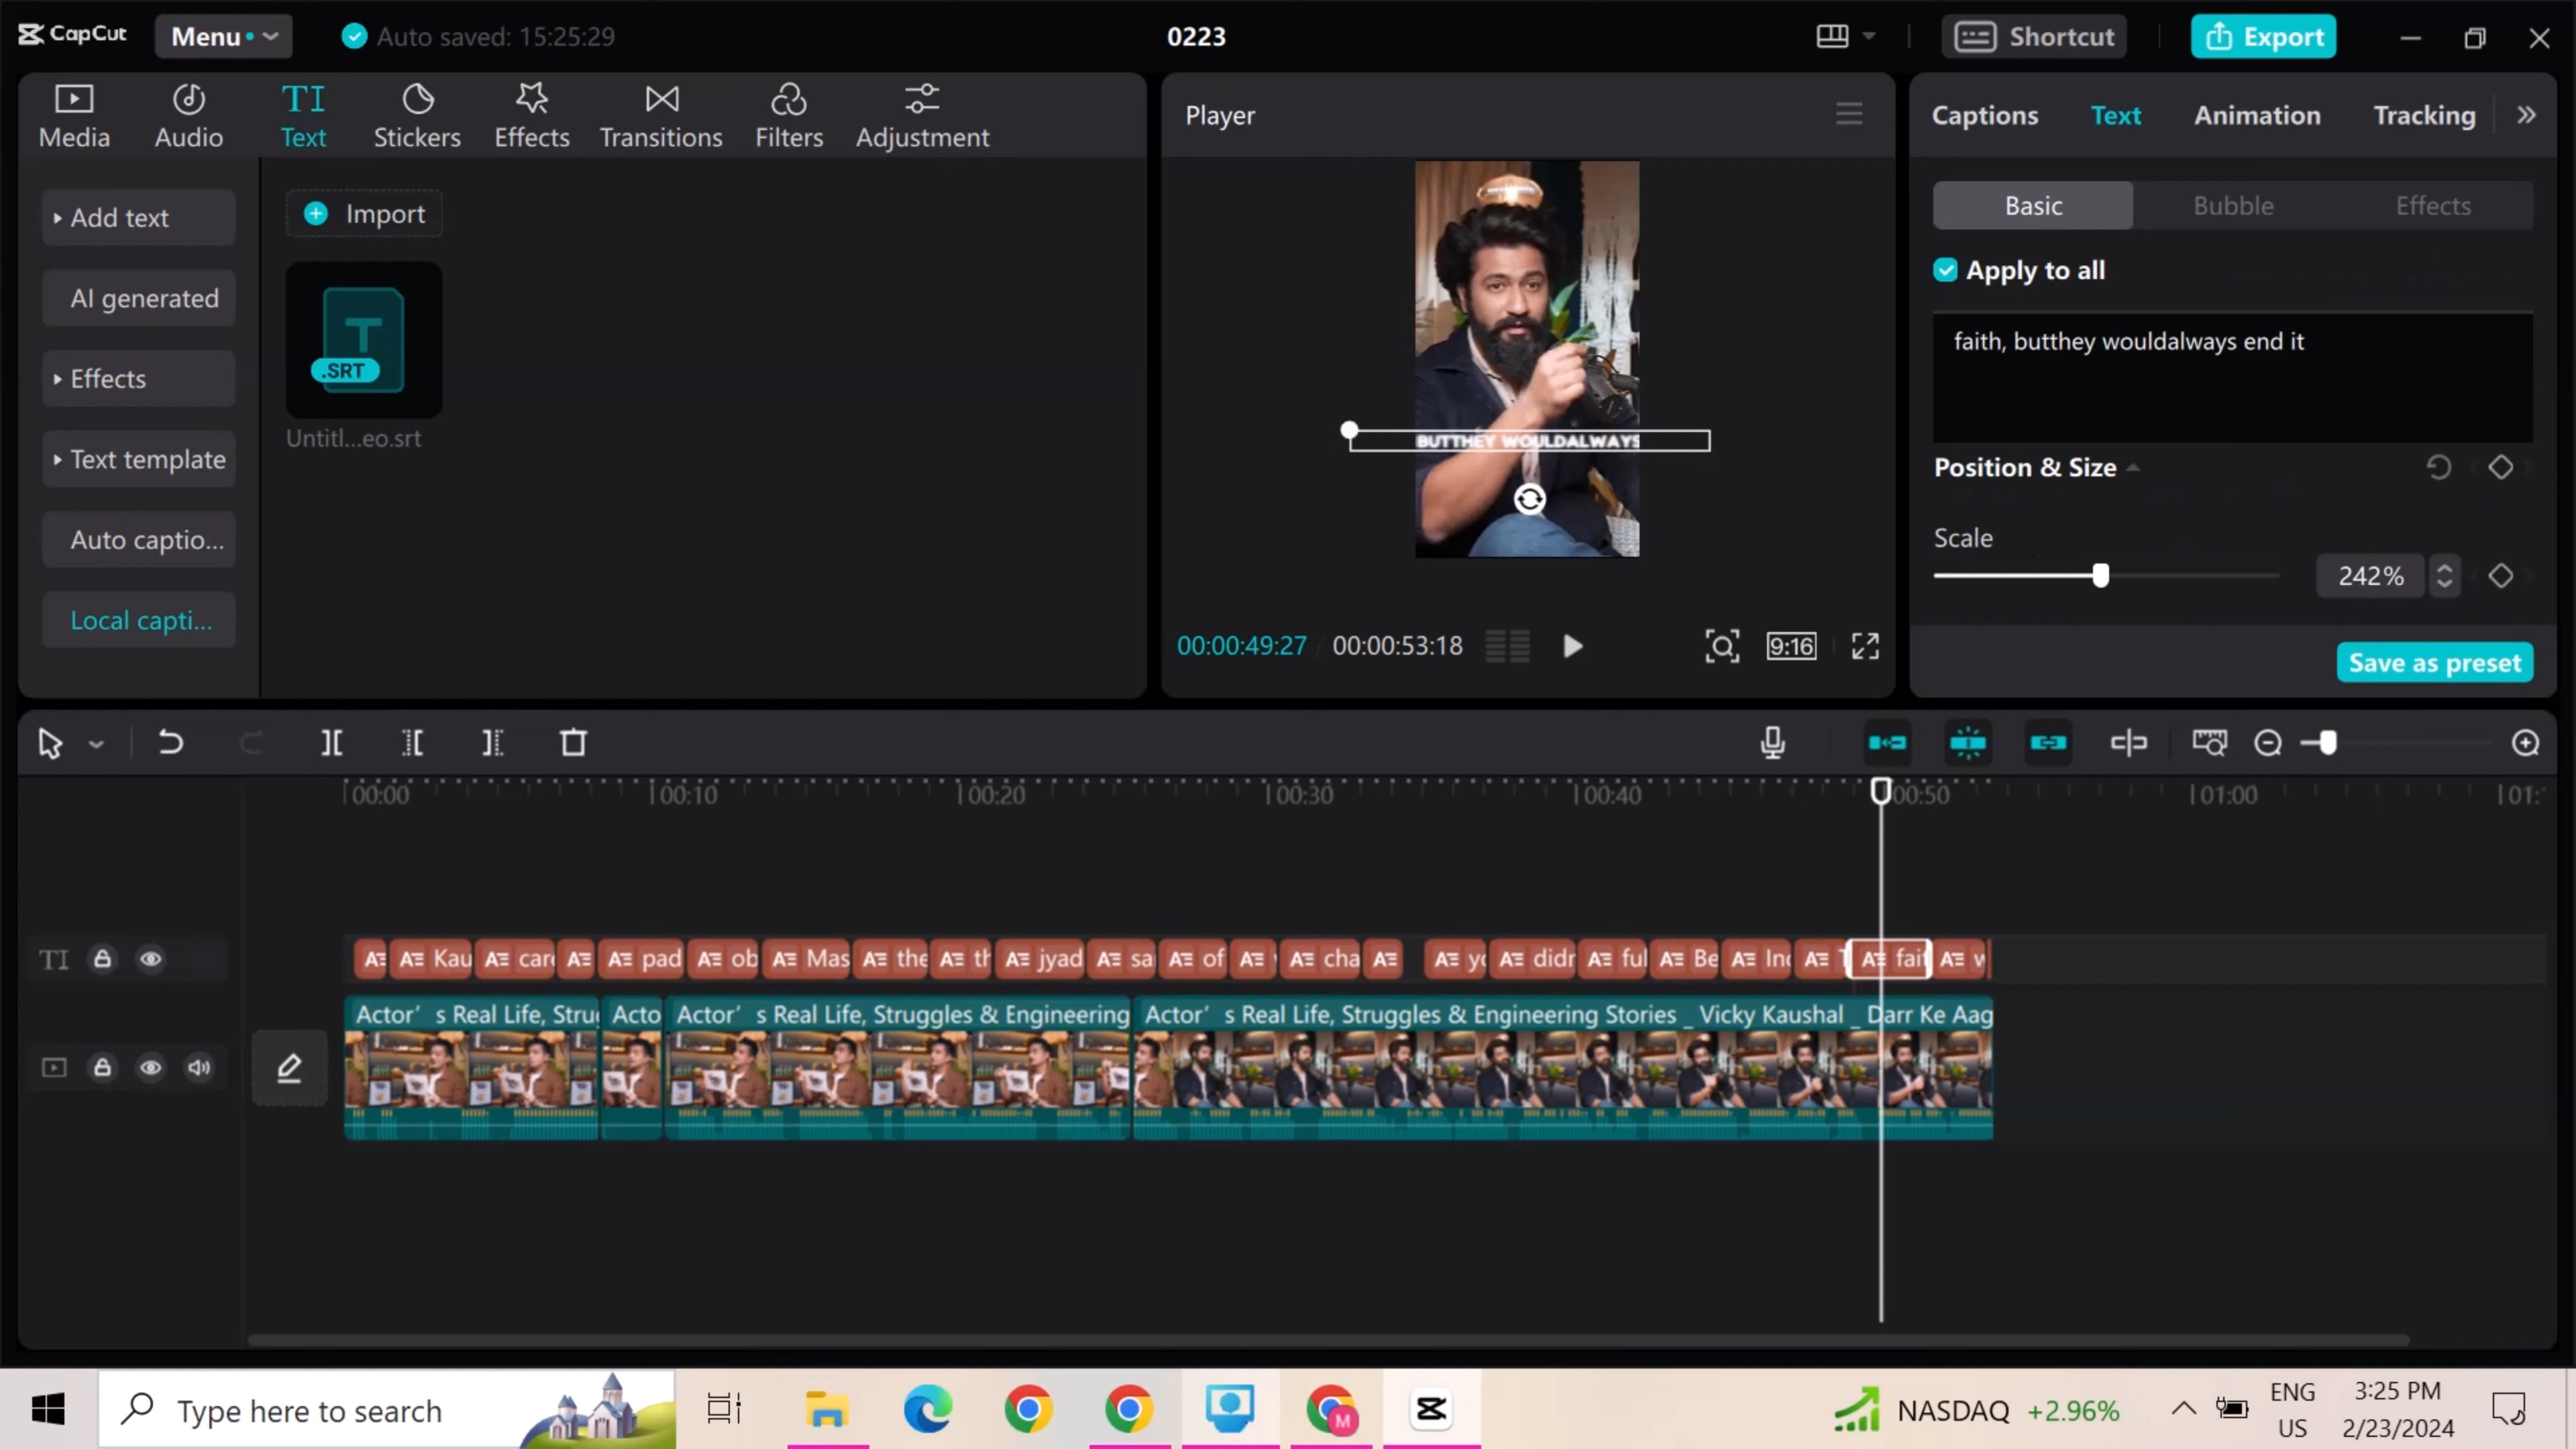 CapCut Menu Auto saved: 15:25:29 0223 Shortcut Export
Media Audio TI Text Stickers Effects Transitions Filters Adjustment
Add text
AI generated
Effects
Text template
Auto captio...
Local capti...
Import
T
.SRT
Untitl...eo.srt
Player
BUTTHEY WOULDALWAYS
00:00:49:27 / 00:00:53:18 9:16
Captions Text Animation Tracking
Basic Bubble Effects
Apply to all
faith, butthey wouldalways end it
Position & Size
Scale
242%
Save as preset
00:00 00:10 00:20 00:30 00:40 00:50 01:00 01:
TI A A Kau A car A A pad A ob A Mas A the A th A jyad A sa A of A A cha A A yo A didr A ful A Be A Inc A A fait A w
Actor's Real Life, Stru Acto Actor's Real Life, Struggles & Engineering Actor's Real Life, Struggles & Engineering Stories _ Vicky Kaushal _ Darr Ke Aag
Type here to search M NASDAQ +2.96% ENG US 3:25 PM 2/23/2024